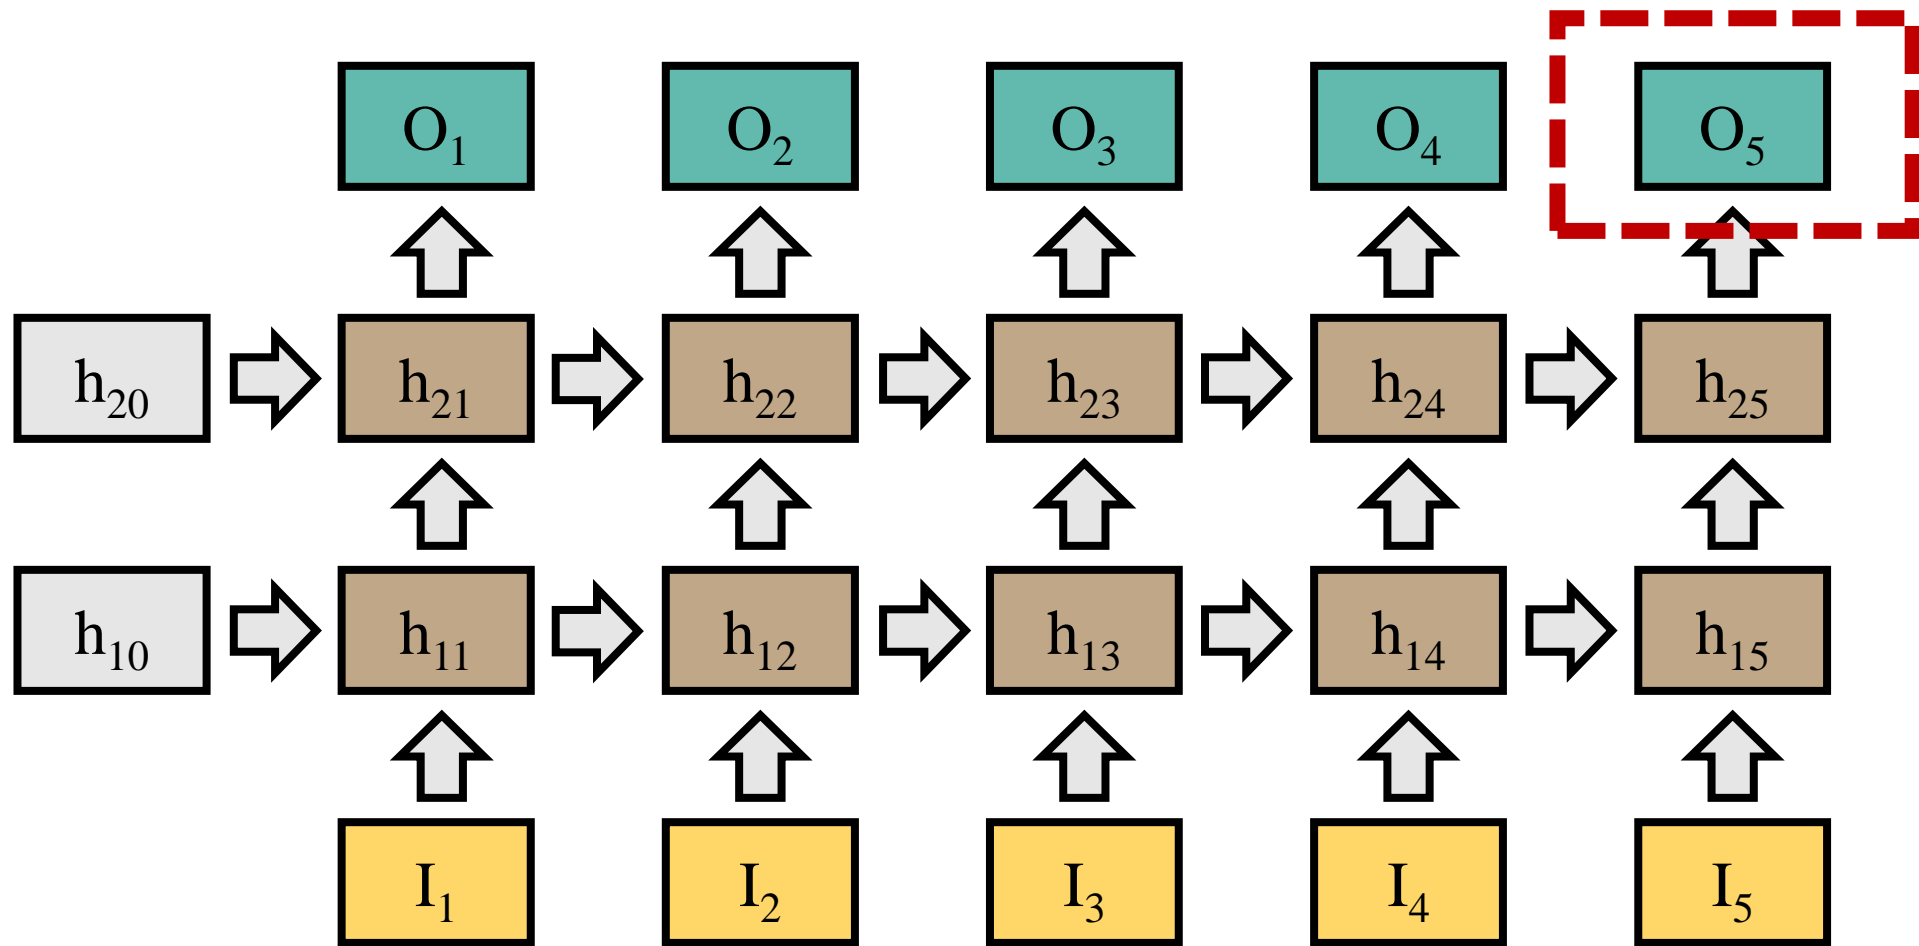 O₁ O₂ O₃ O₄ O₅
h₂₀ h₂₁ h₂₂ h₂₃ h₂₄ h₂₅
h₁₀ h₁₁ h₁₂ h₁₃ h₁₄ h₁₅
I₁ I₂ I₃ I₄ I₅